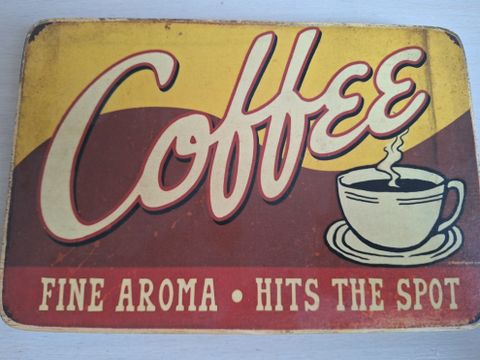 Coffee
FINE AROMA • HITS THE SPOT